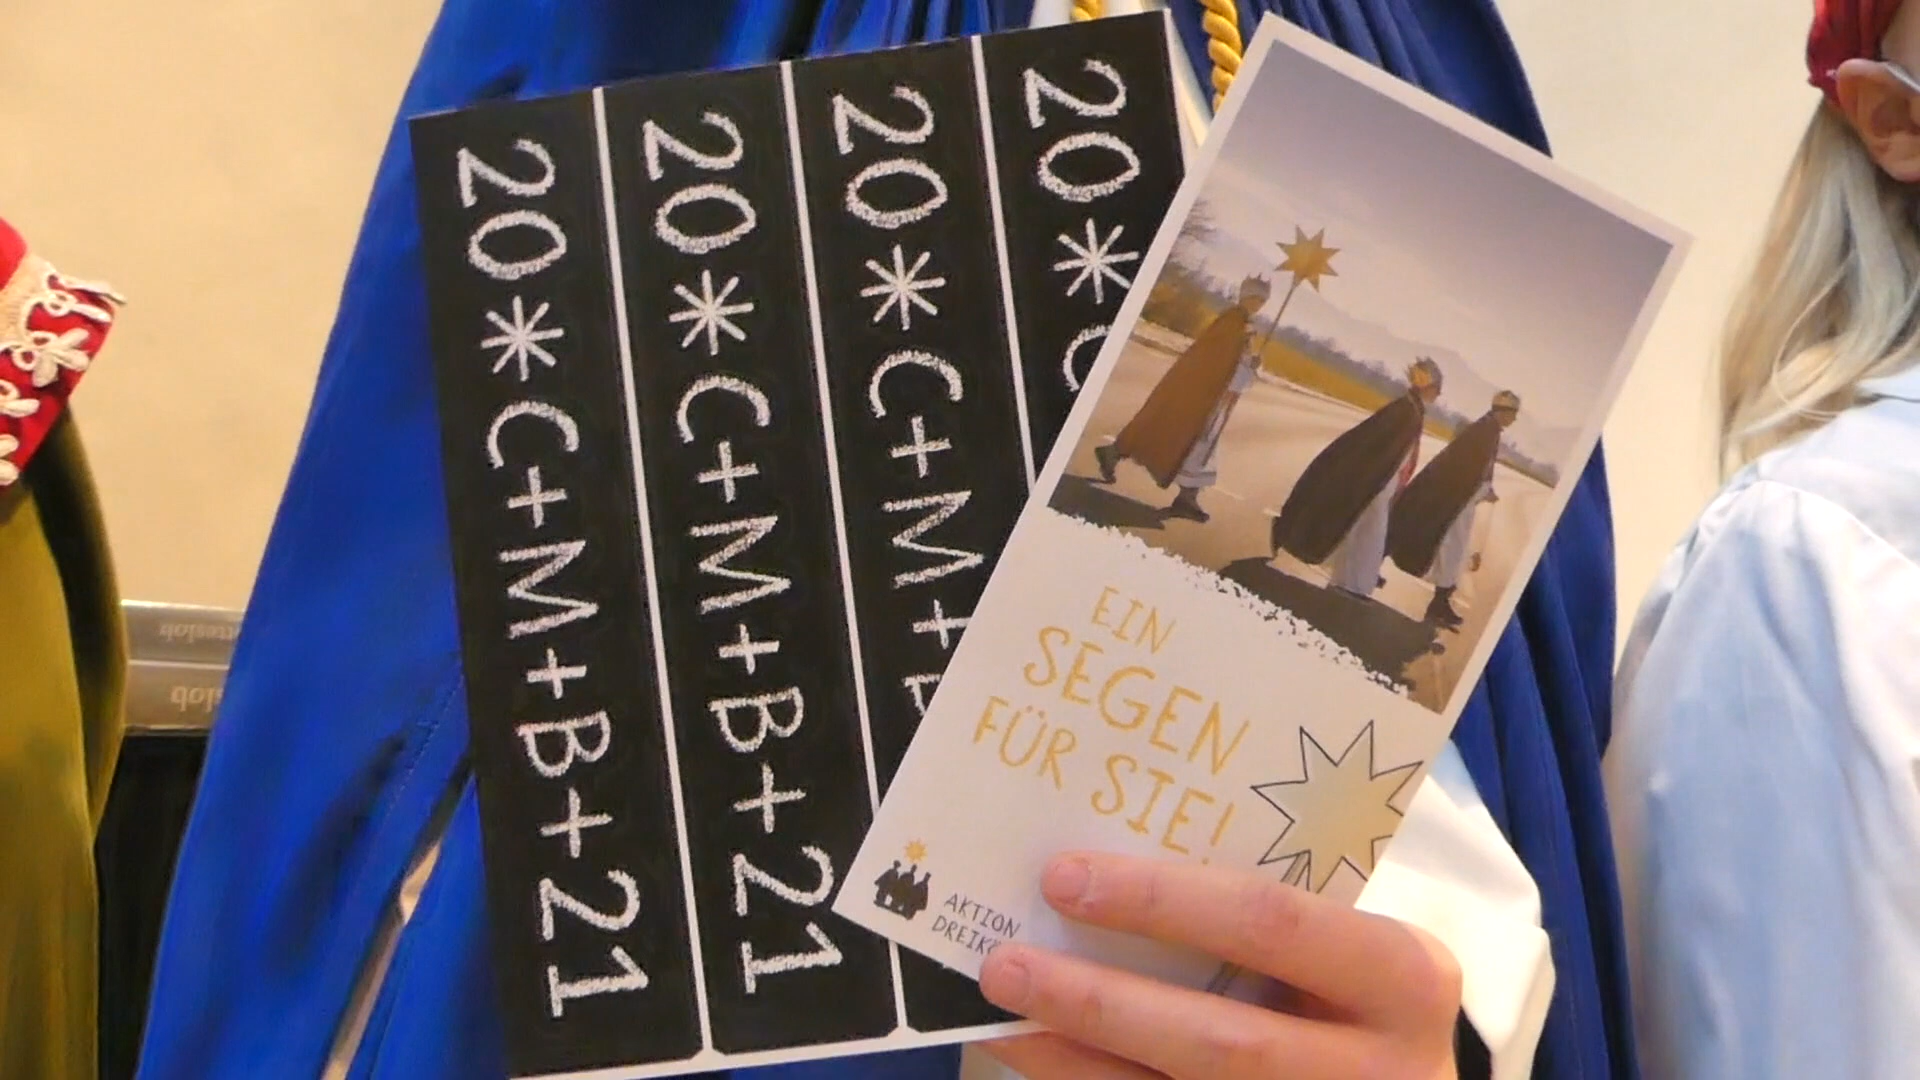 20*C+M+B+21
20*C+M+B+21
20*C+M+B
20*C
EIN
SEGEN
FÜR SIE!
AKTION